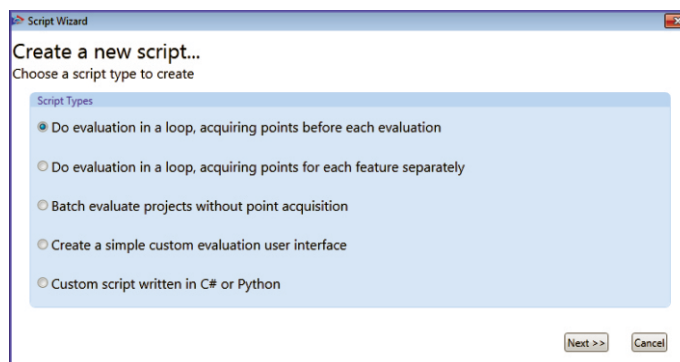 Script Wizard
Create a new script...
Choose a script type to create
Script Types
Do evaluation in a loop, acquiring points before each evaluation
Do evaluation in a loop, acquiring points for each feature separately
Batch evaluate projects without point acquisition
Create a simple custom evaluation user interface
Custom script written in C# or Python
Next >> Cancel